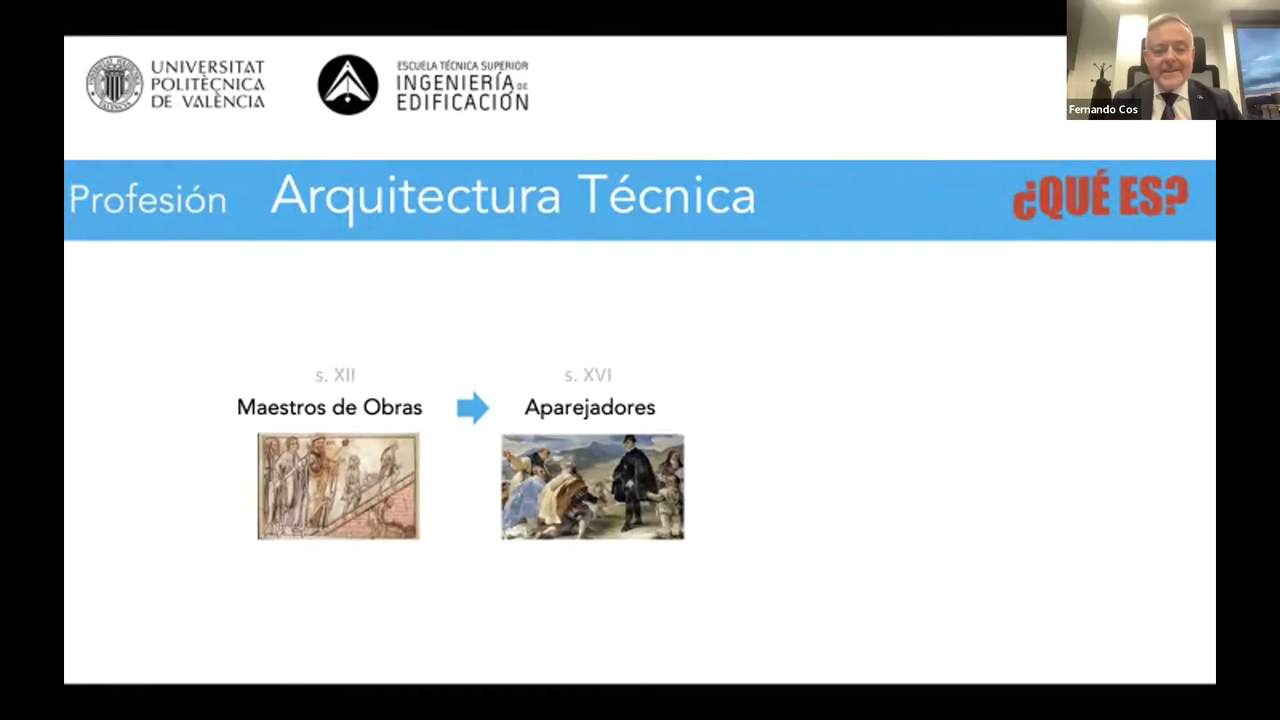 UNIVERSITAT
POLITÈCNICA
DE VALÈNCIA
ESCUELA TÉCNICA SUPERIOR
INGENIERÍA DE
EDIFICACIÓN
Fernando Cos
Profesión Arquitectura Técnica ¿QUÉ ES?
s. XII
Maestros de Obras
s. XVI
Aparejadores